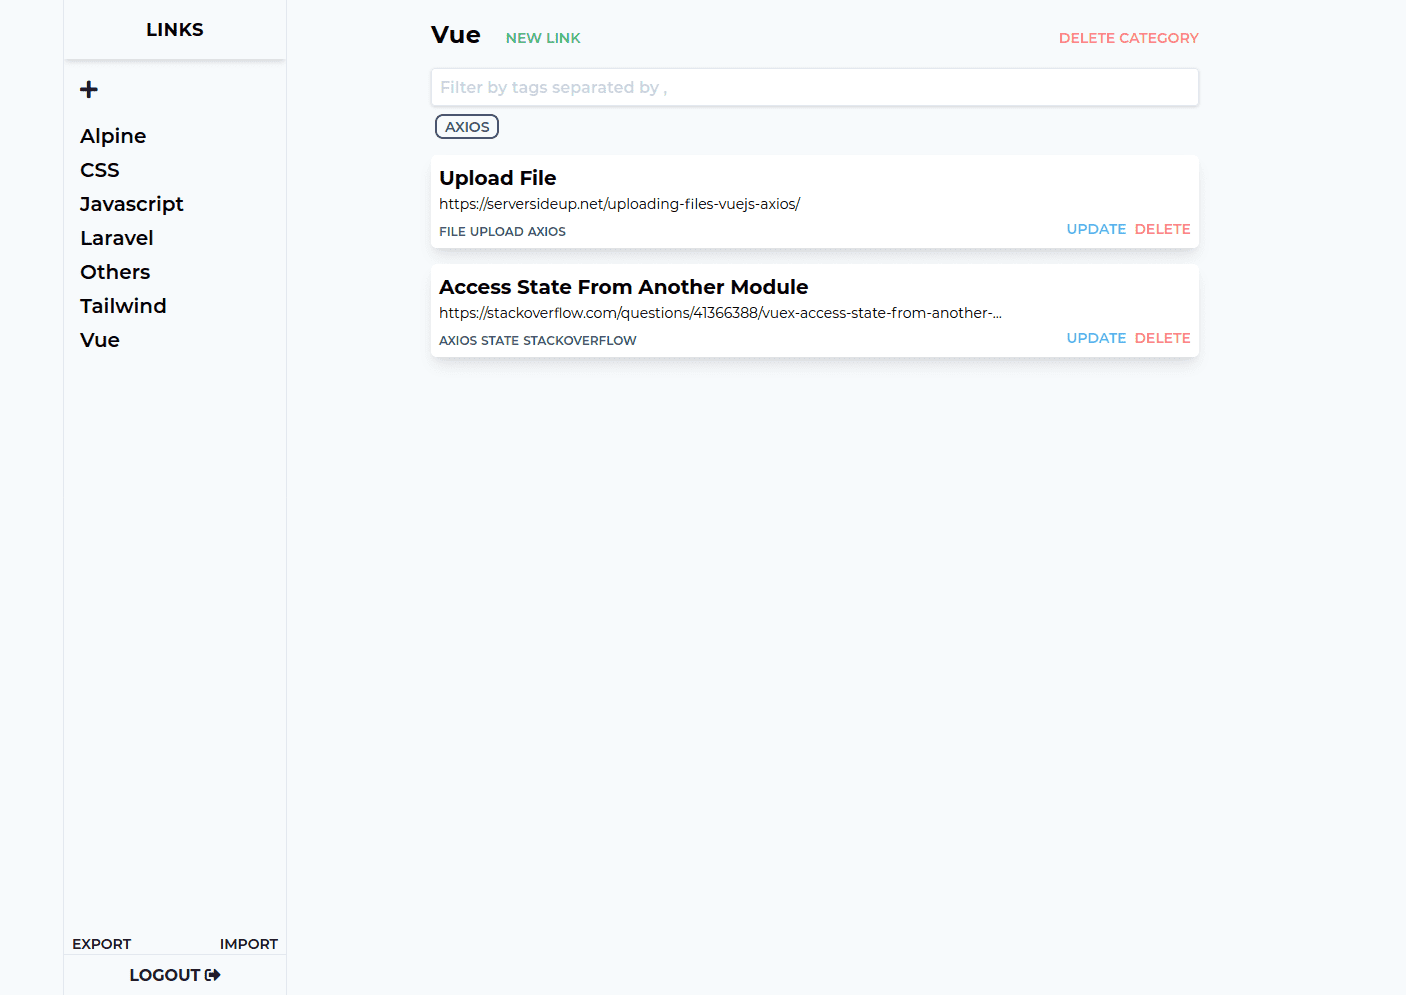 LINKS
Alpine
CSS
Javascript
Laravel
Others
Tailwind
Vue
EXPORT IMPORT
LOGOUT
Vue NEW LINK DELETE CATEGORY
Filter by tags separated by ,
AXIOS
Upload File
https://serversideup.net/uploading-files-vuejs-axios/
FILE UPLOAD AXIOS UPDATE DELETE
Access State From Another Module
https://stackoverflow.com/questions/41366388/vuex-access-state-from-another-...
AXIOS STATE STACKOVERFLOW UPDATE DELETE